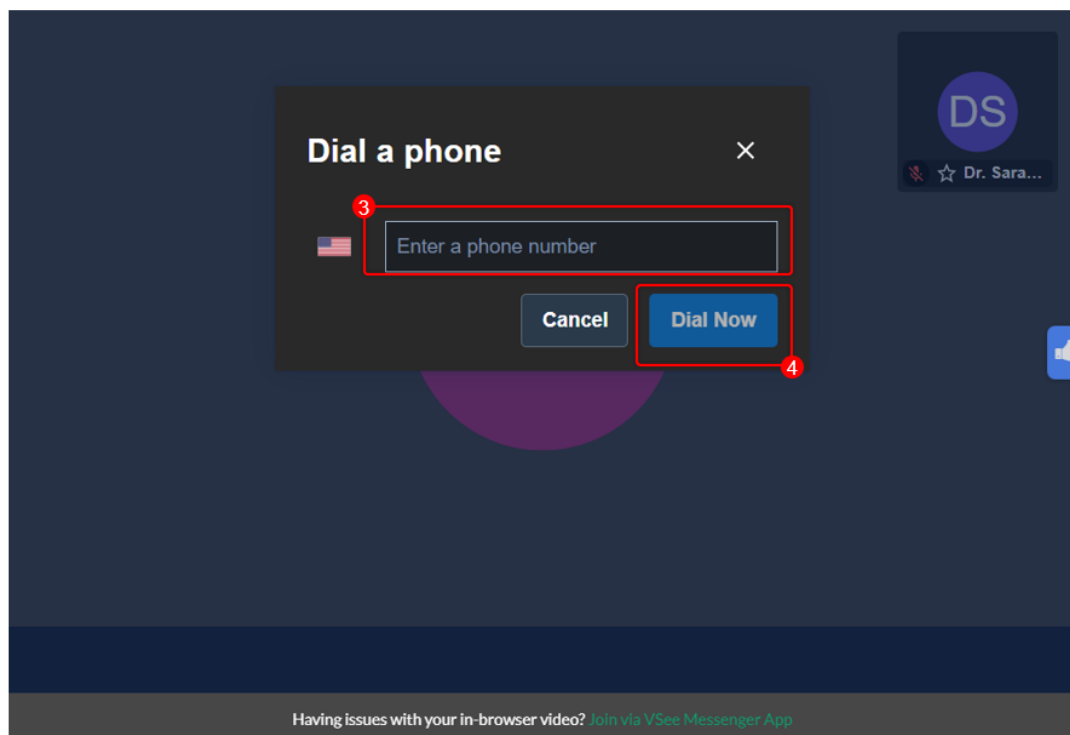 DS
Dr. Sara...
Dial a phone
3
Enter a phone number
Cancel
Dial Now
4
Having issues with your in-browser video? Join via VSee Messenger App